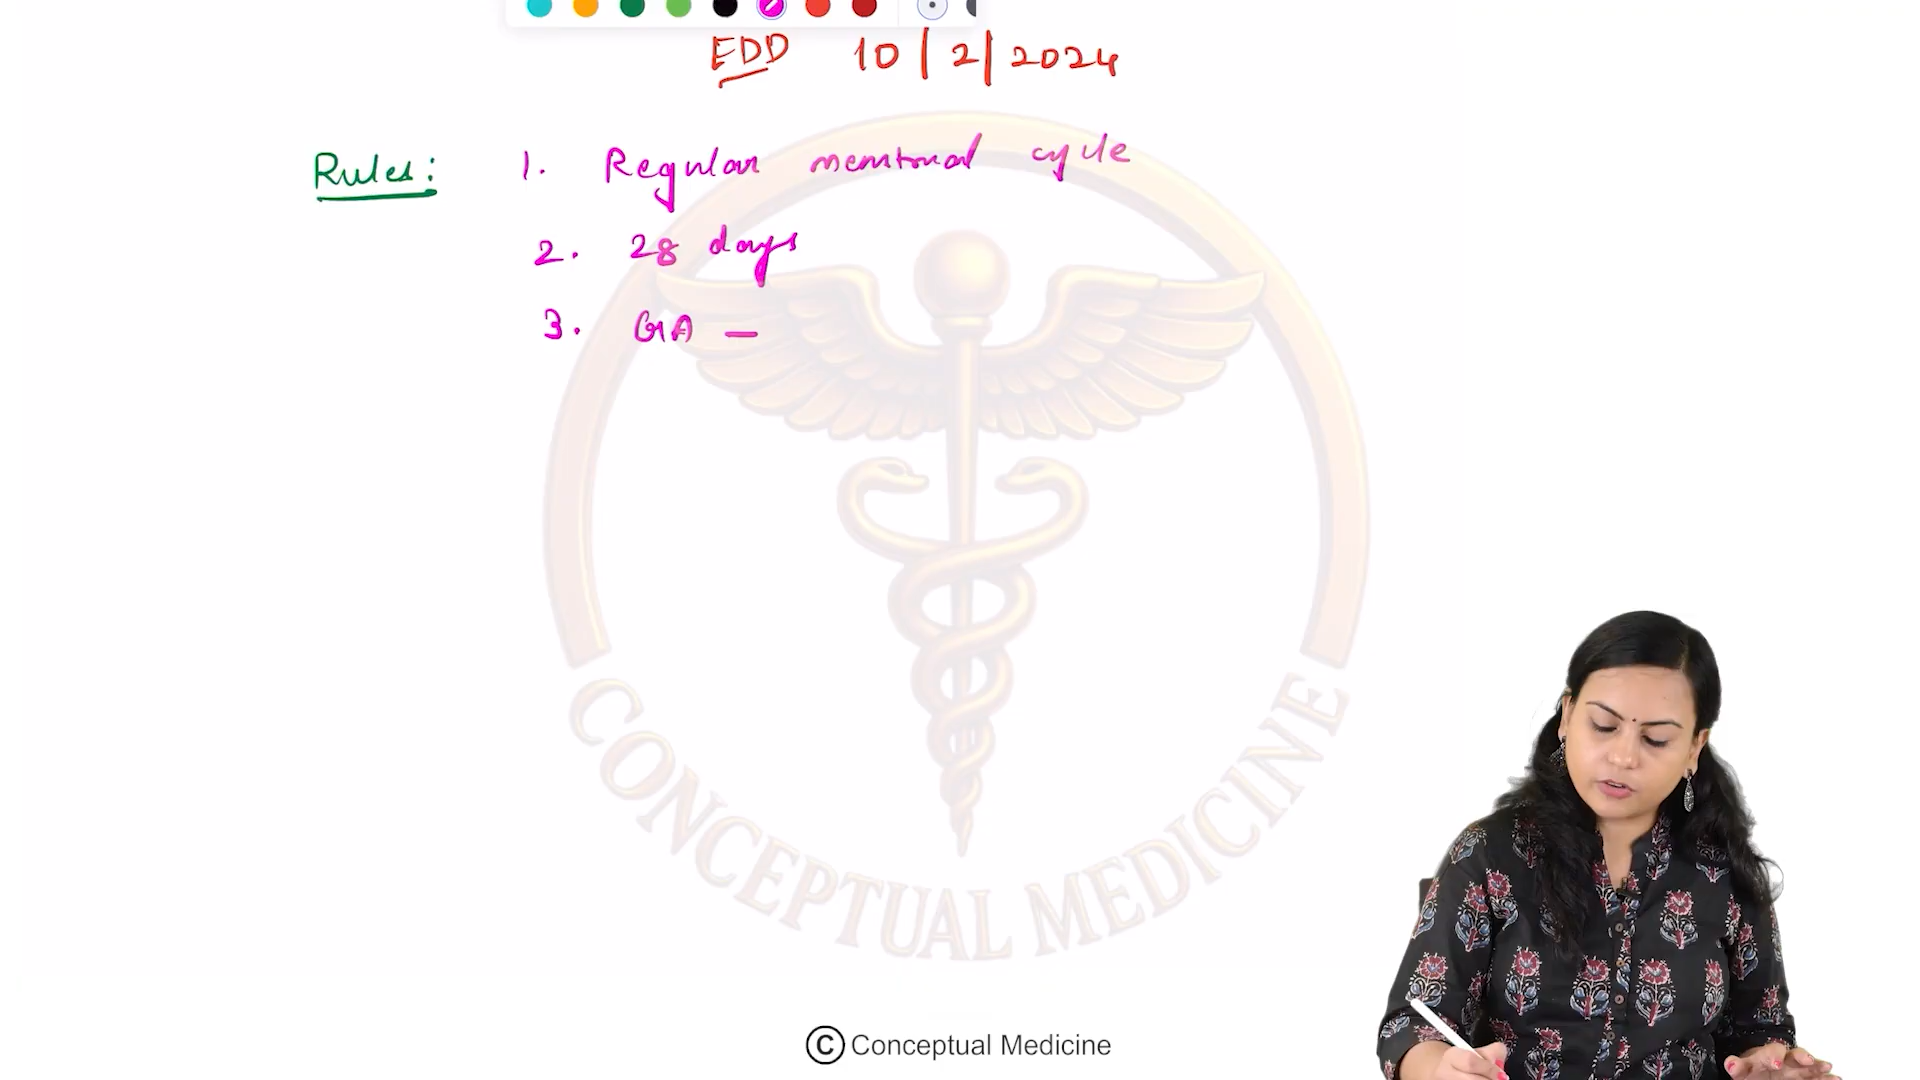 EDD 10/2/2024
Rules: 1. Regular menstrual cycle
2. 28 days
3. GA —
CONCEPTUAL MEDICINE
© Conceptual Medicine